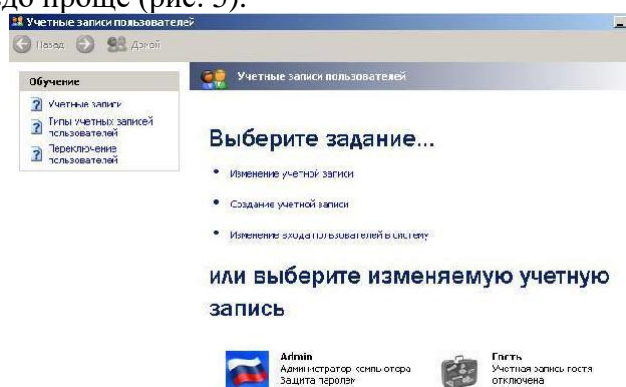 здо проще (рис. 5).
Учетные записи пользователей
Назад Домой
Учетные записи пользователей
Обучение
Учетные записи
Типы учетных записей
пользователей
Переключение
пользователей
Выберите задание...
• Изменение учетной записи
• Создание учетной записи
• Изменение входа пользователей в систему
или выберите изменяемую учетную
запись
Admin
Администратор компьютера
Защита паролем
Гость
Учетная запись гостя
отключена